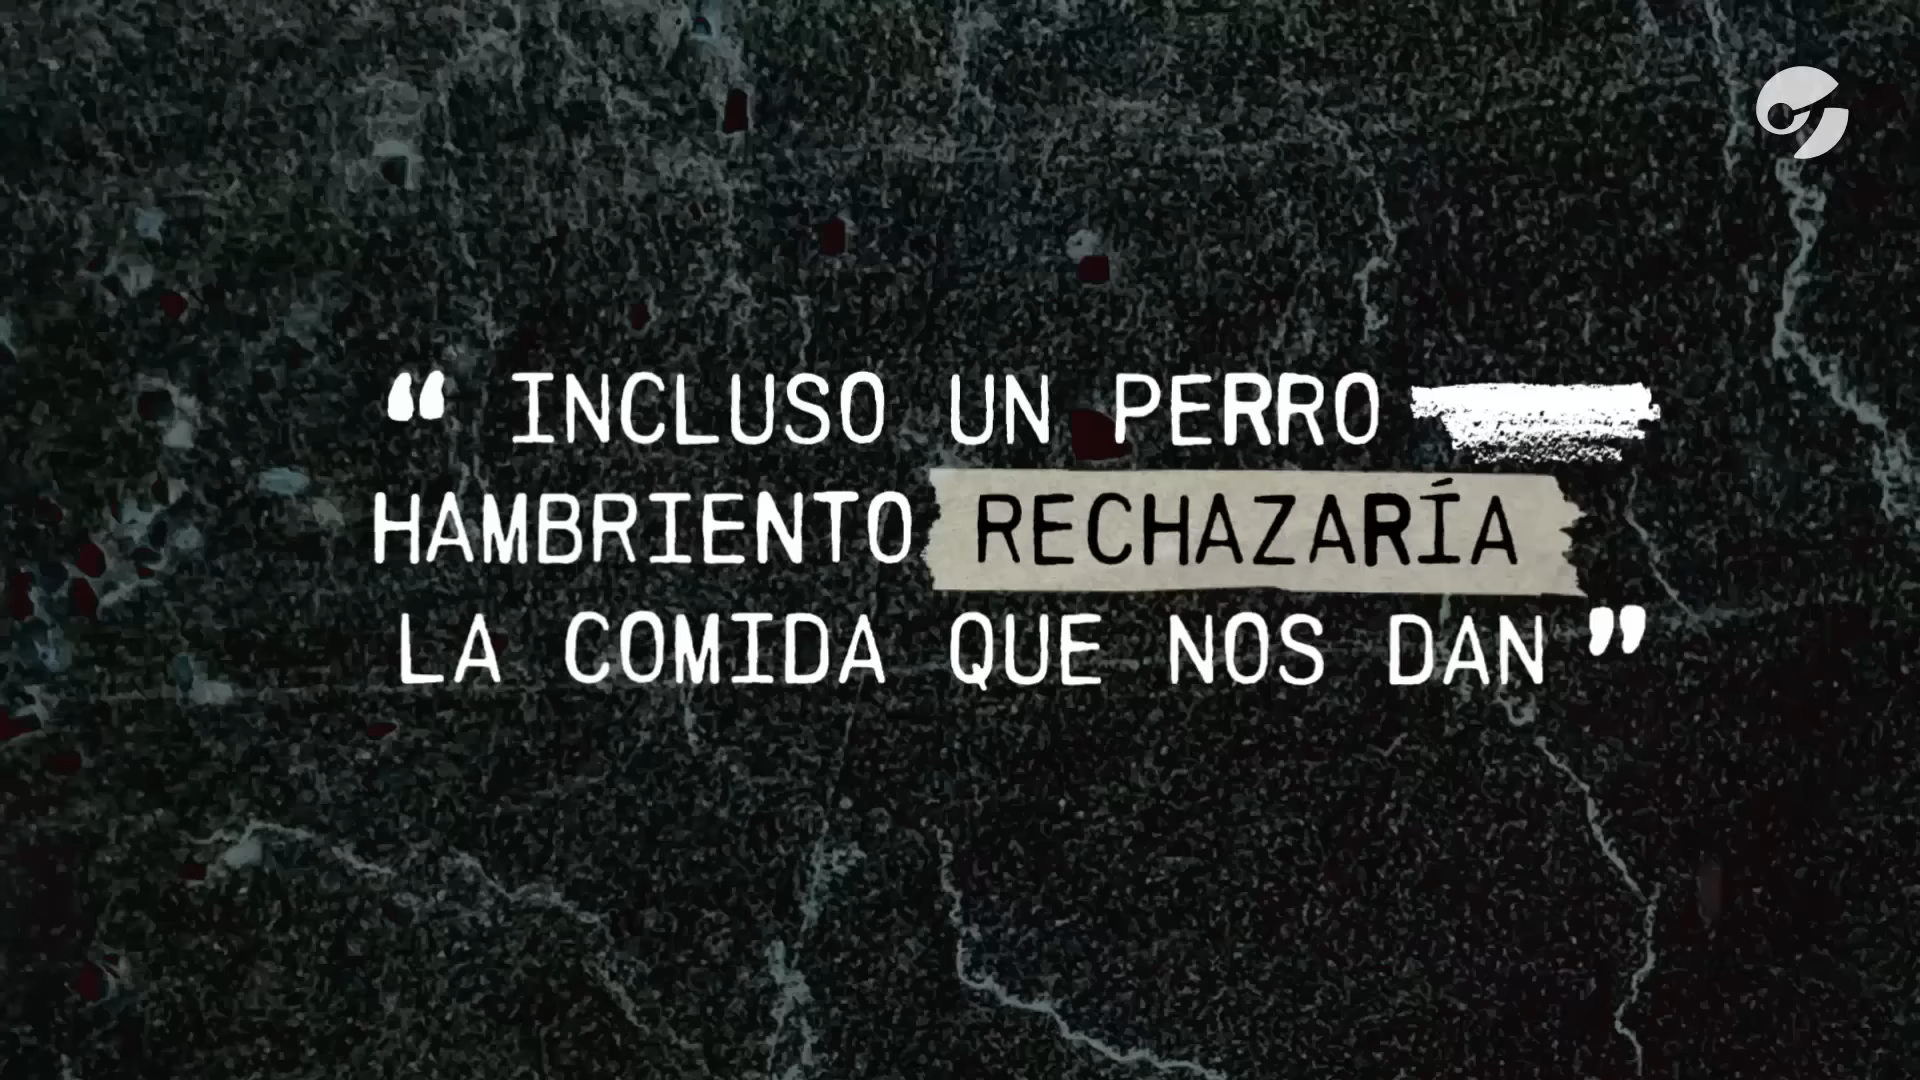 “ INCLUSO UN PERRO
HAMBRIENTO RECHAZARÍA
LA COMIDA QUE NOS DAN ”